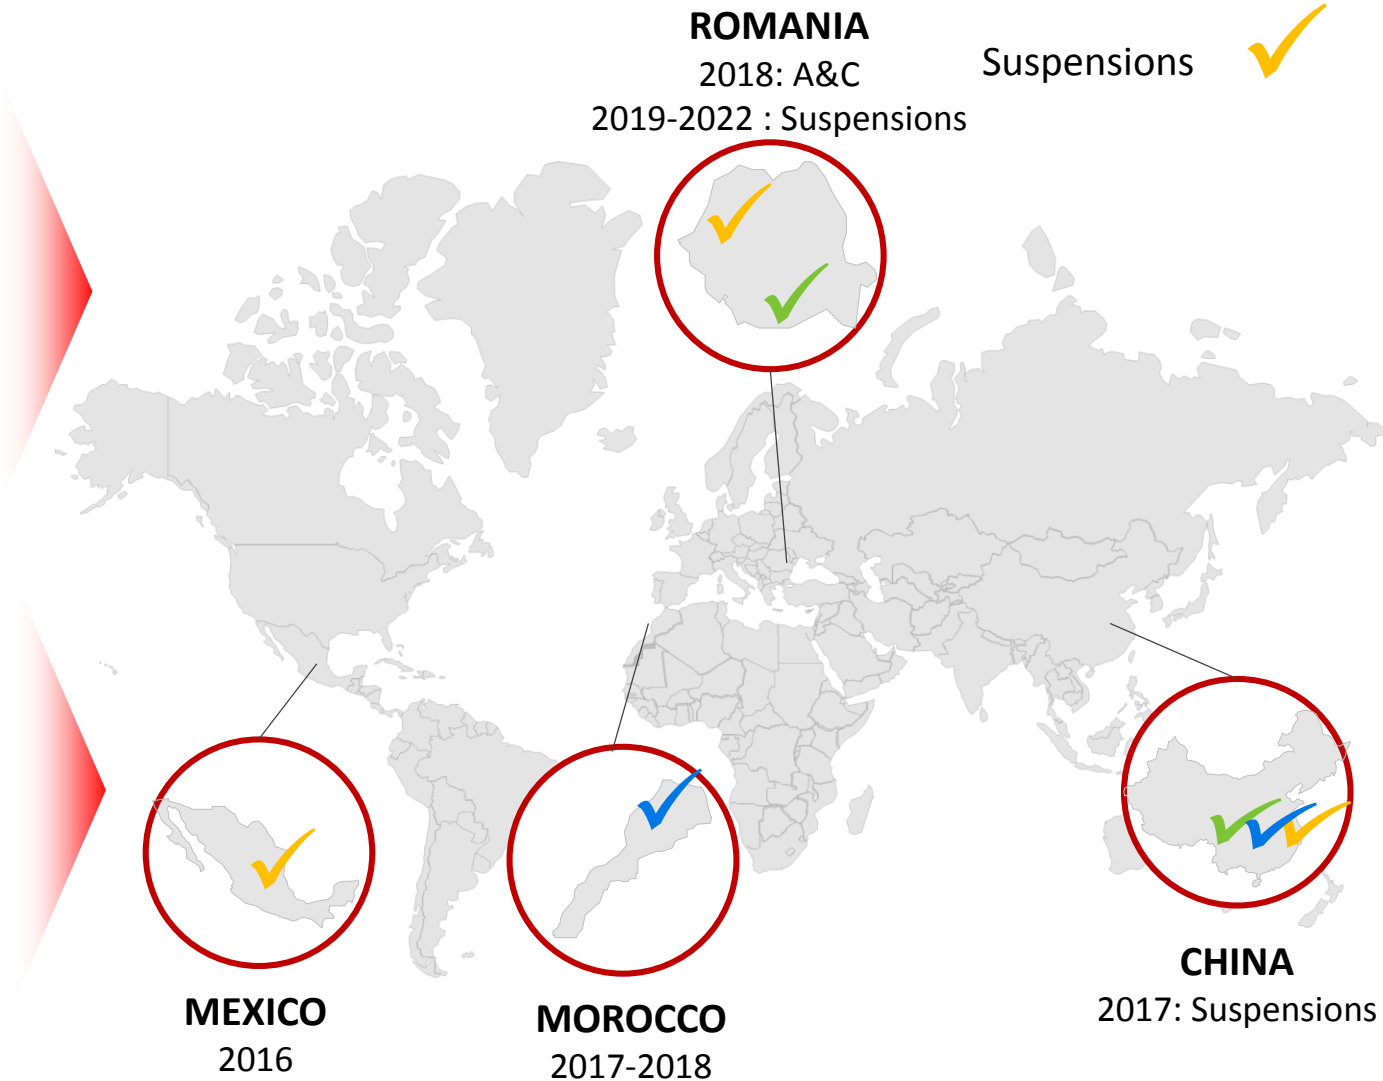 ROMANIA
2018: A&C
2019-2022 : Suspensions
Suspensions
MEXICO
2016
MOROCCO
2017-2018
CHINA
2017: Suspensions